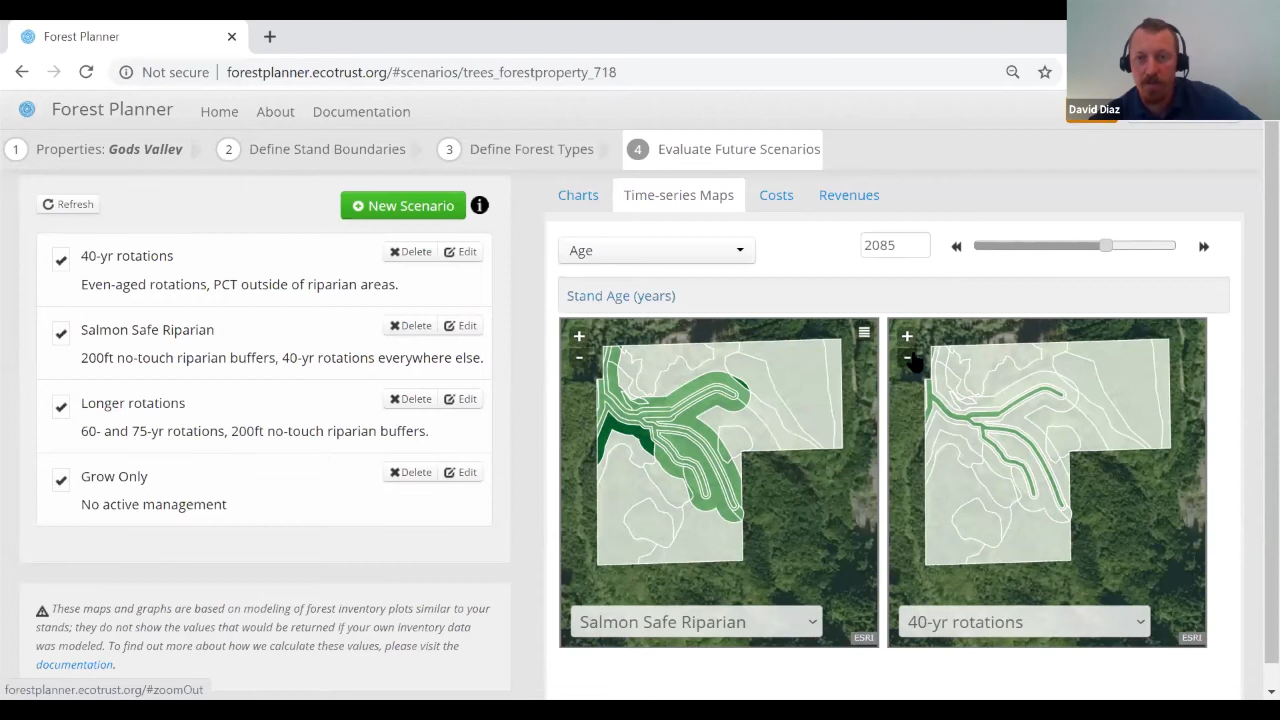 Forest Planner
Not secure
forestplanner.ecotrust.org/#scenarios/trees_forestproperty_718
David Diaz
Forest Planner
Home
About
Documentation
1 Properties: Gods Valley
2 Define Stand Boundaries
3 Define Forest Types
4 Evaluate Future Scenarios
Refresh
New Scenario
40-yr rotations
Delete
Edit
Even-aged rotations, PCT outside of riparian areas.
Salmon Safe Riparian
Delete
Edit
200ft no-touch riparian buffers, 40-yr rotations everywhere else.
Longer rotations
Delete
Edit
60- and 75-yr rotations, 200ft no-touch riparian buffers.
Grow Only
Delete
Edit
No active management
These maps and graphs are based on modeling of forest inventory plots similar to your
stands; they do not show the values that would be returned if your own inventory data
was modeled. To find out more about how we calculate these values, please visit the
documentation.
forestplanner.ecotrust.org/#zoomOut
Charts
Time-series Maps
Costs
Revenues
Age
2085
Stand Age (years)
+
-
Salmon Safe Riparian
ESRI
+
-
40-yr rotations
ESRI